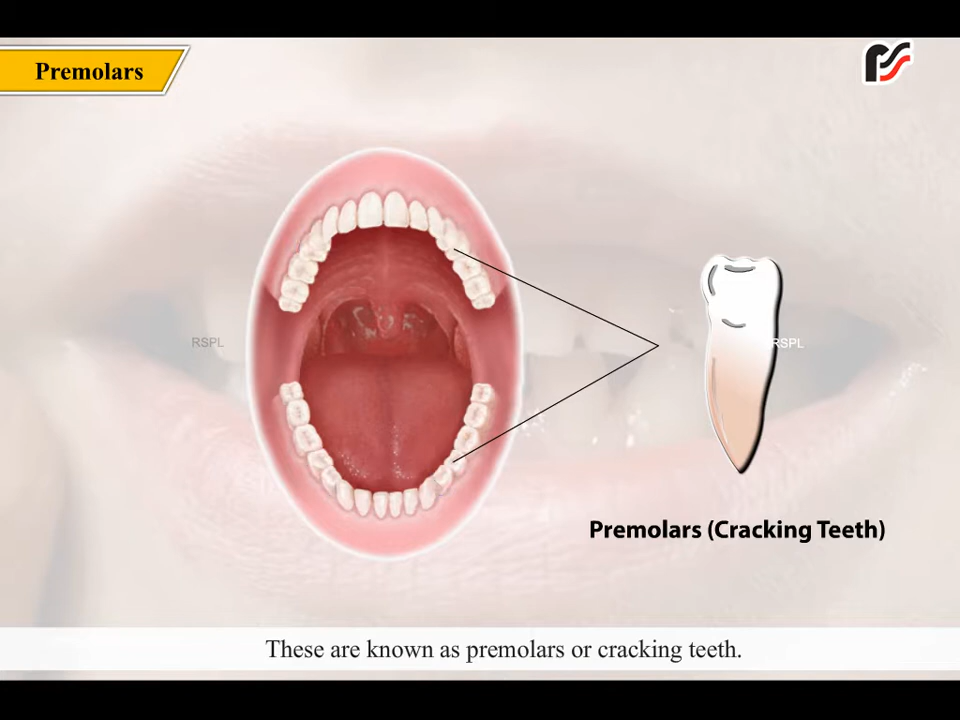 Premolars
RSPL
RSPL
Premolars (Cracking Teeth)
These are known as premolars or cracking teeth.